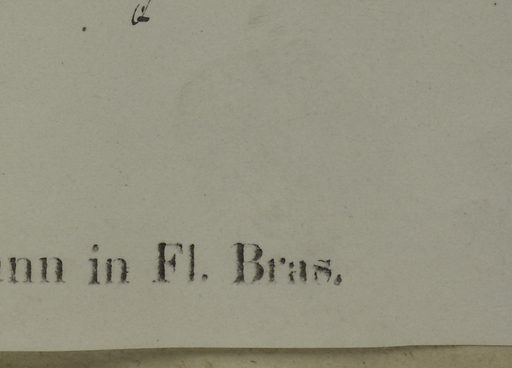 nn in Fl. Bras.